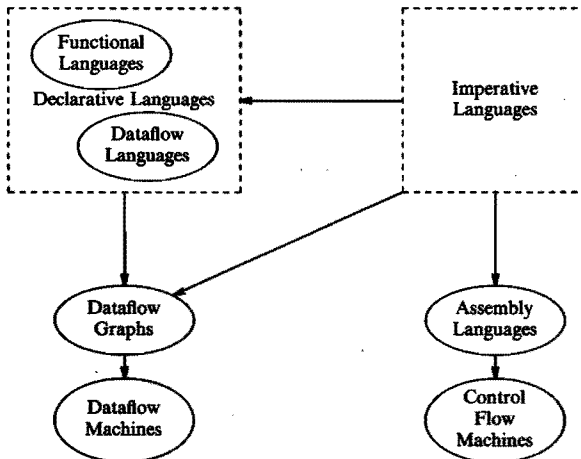 Functional
Languages
Declarative Languages
Dataflow
Languages
Imperative
Languages
Dataflow
Graphs
Assembly
Languages
Dataflow
Machines
Control
Flow
Machines